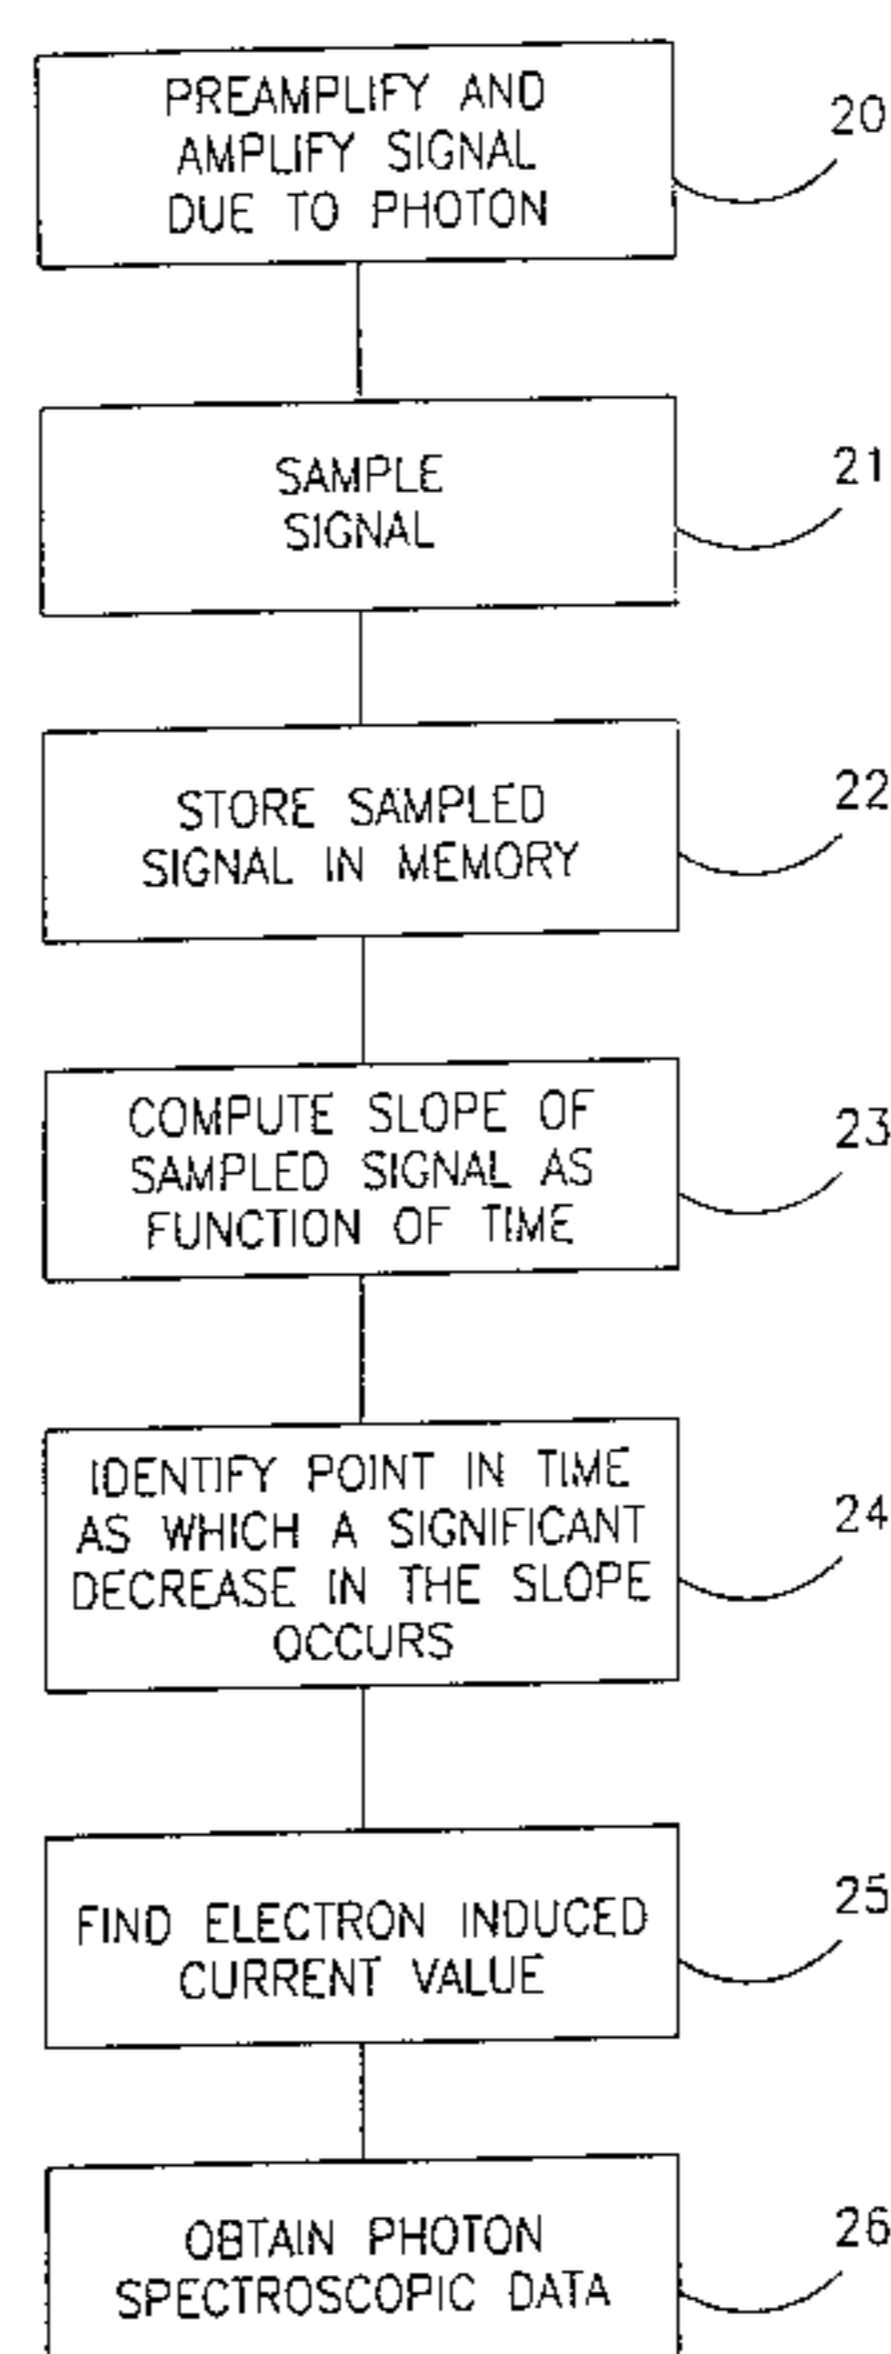 PREAMPLIFY AND
AMPLIFY SIGNAL
DUE TO PHOTON
20
SAMPLE
SIGNAL
21
STORE SAMPLED
SIGNAL IN MEMORY
22
COMPUTE SLOPE OF
SAMPLED SIGNAL AS
FUNCTION OF TIME
23
IDENTIFY POINT IN TIME
AS WHICH A SIGNIFICANT
DECREASE IN THE SLOPE
OCCURS
24
FIND ELECTRON INDUCED
CURRENT VALUE
25
OBTAIN PHOTON
SPECTROSCOPIC DATA
26